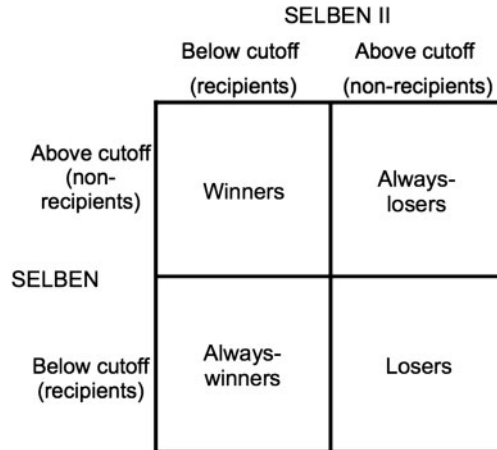 SELBEN II
Below cutoff Above cutoff
(recipients) (non-recipients)
Above cutoff
(non-
recipients)
Winners
Always-
losers
SELBEN
Below cutoff
(recipients)
Always-
winners
Losers